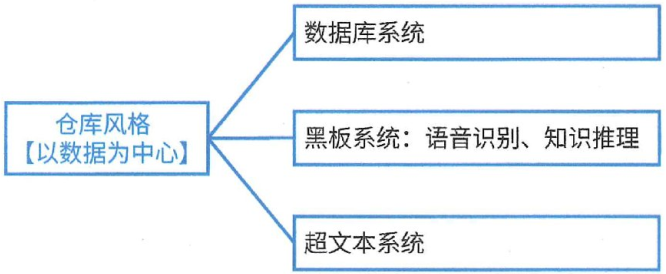 仓库风格
【以数据为中心】
数据库系统
黑板系统：语音识别、知识推理
超文本系统